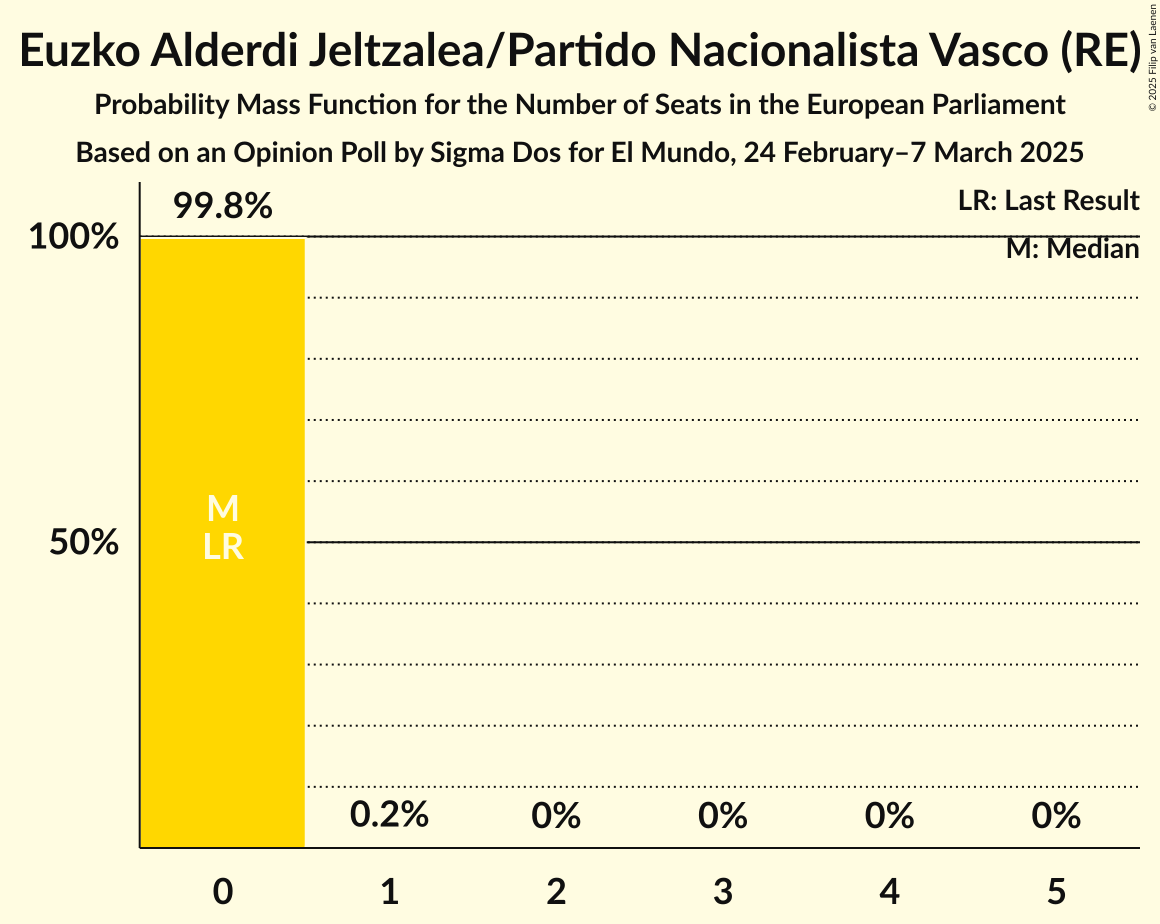 Euzko Alderdi Jeltzalea/Partido Nacionalista Vasco (RE)
Probability Mass Function for the Number of Seats in the European Parliament
Based on an Opinion Poll by Sigma Dos for El Mundo, 24 February–7 March 2025
© 2025 Filip van Laenen
99.8%
LR: Last Result
100%
M: Median
M
50%
LR
0.2%
0%
0%
0%
0%
0
1
2
3
4
5